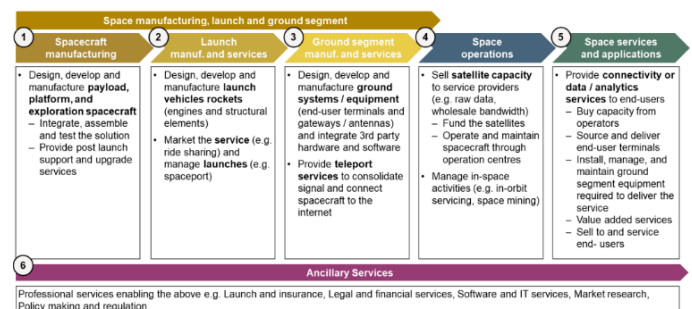 Space manufacturing, launch and ground segment
1
Spacecraft
manufacturing
2
Launch
manuf. and services
3
Ground segment
manuf. and services
4
Space
operations
5
Space services
and applications
• Design, develop and
manufacture payload,
platform, and
exploration spacecraft
– Integrate, assemble
and test the solution
– Provide post launch
support and upgrade
services
• Design, develop and
manufacture launch
vehicles rockets
(engines and structural
elements)
• Market the service (e.g.
ride sharing) and
manage launches (e.g.
spaceport)
• Design, develop and
manufacture ground
systems / equipment
(end-user terminals and
gateways / antennas)
and integrate 3rd party
hardware and software
• Provide teleport
services to consolidate
signal and connect
spacecraft to the
internet
• Sell satellite capacity
to service providers
(e.g. raw data,
wholesale bandwidth)
– Fund the satellites
– Operate and maintain
spacecraft through
operation centres
• Manage in-space
activities (e.g. in-orbit
servicing, space mining)
• Provide connectivity or
data / analytics
services to end-users
– Buy capacity from
operators
– Source and deliver
end-user terminals
– Install, manage, and
maintain ground
segment equipment
required to deliver the
service
– Value added services
– Sell to and service
end- users
6
Ancillary Services
Professional services enabling the above e.g. Launch and insurance, Legal and financial services, Software and IT services, Market research,
Policy making and regulation